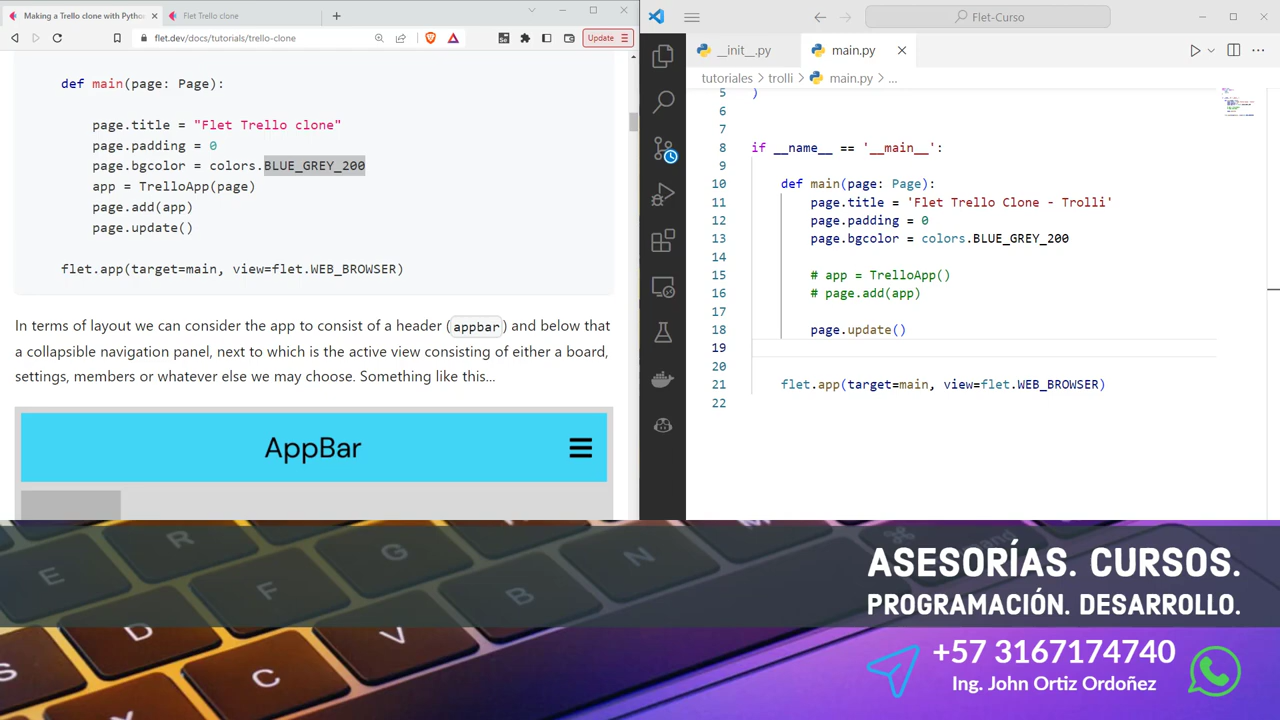 Making a Trello clone with Python
Flet Trello clone
flet.dev/docs/tutorials/trello-clone
Update
def main(page: Page):
page.title = "Flet Trello clone"
page.padding = 0
page.bgcolor = colors.BLUE_GREY_200
app = TrelloApp(page)
page.add(app)
page.update()
flet.app(target=main, view=flet.WEB_BROWSER)
In terms of layout we can consider the app to consist of a header (appbar) and below that
a collapsible navigation panel, next to which is the active view consisting of either a board,
settings, members or whatever else we may choose. Something like this...
AppBar
Flet-Curso
__init__.py
main.py
tutoriales > trolli > main.py > ...
5 )
6
7
8 if __name__ == '__main__':
9
10 def main(page: Page):
11 page.title = 'Flet Trello Clone - Trolli'
12 page.padding = 0
13 page.bgcolor = colors.BLUE_GREY_200
14
15 # app = TrelloApp()
16 # page.add(app)
17
18 page.update()
19
20
21 flet.app(target=main, view=flet.WEB_BROWSER)
22
E
R
T
I
F
G
N
M
D
B
S
C
V
ASESORÍAS. CURSOS.
PROGRAMACIÓN. DESARROLLO.
+57 3167174740
Ing. John Ortiz Ordoñez